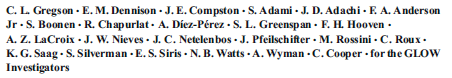 C. L. Gregson · E. M. Dennison · J. E. Compston · S. Adami · J. D. Adachi · F. A. Anderson
Jr · S. Boonen · R. Chapurlat · A. Díez-Pérez · S. L. Greenspan · F. H. Hooven ·
A. Z. LaCroix · J. W. Nieves · J. C. Netelenbos · J. Pfeilschifter · M. Rossini · C. Roux ·
K. G. Saag · S. Silverman · E. S. Siris · N. B. Watts · A. Wyman · C. Cooper · for the GLOW
Investigators